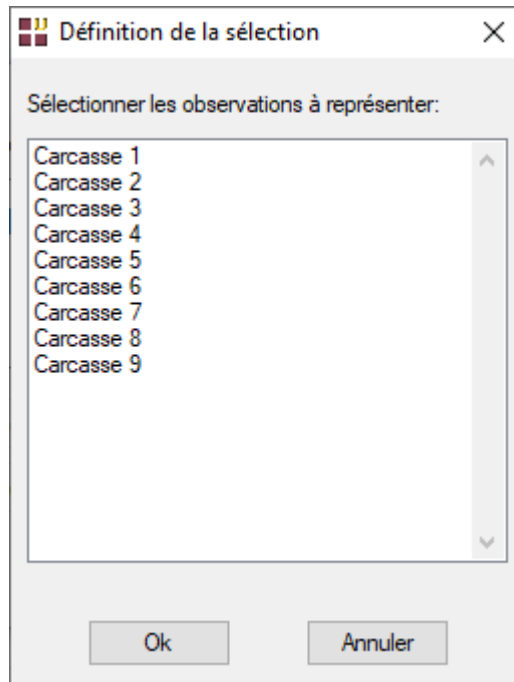 Définition de la sélection
Sélectionner les observations à représenter:
Carcasse 1
Carcasse 2
Carcasse 3
Carcasse 4
Carcasse 5
Carcasse 6
Carcasse 7
Carcasse 8
Carcasse 9
Ok
Annuler